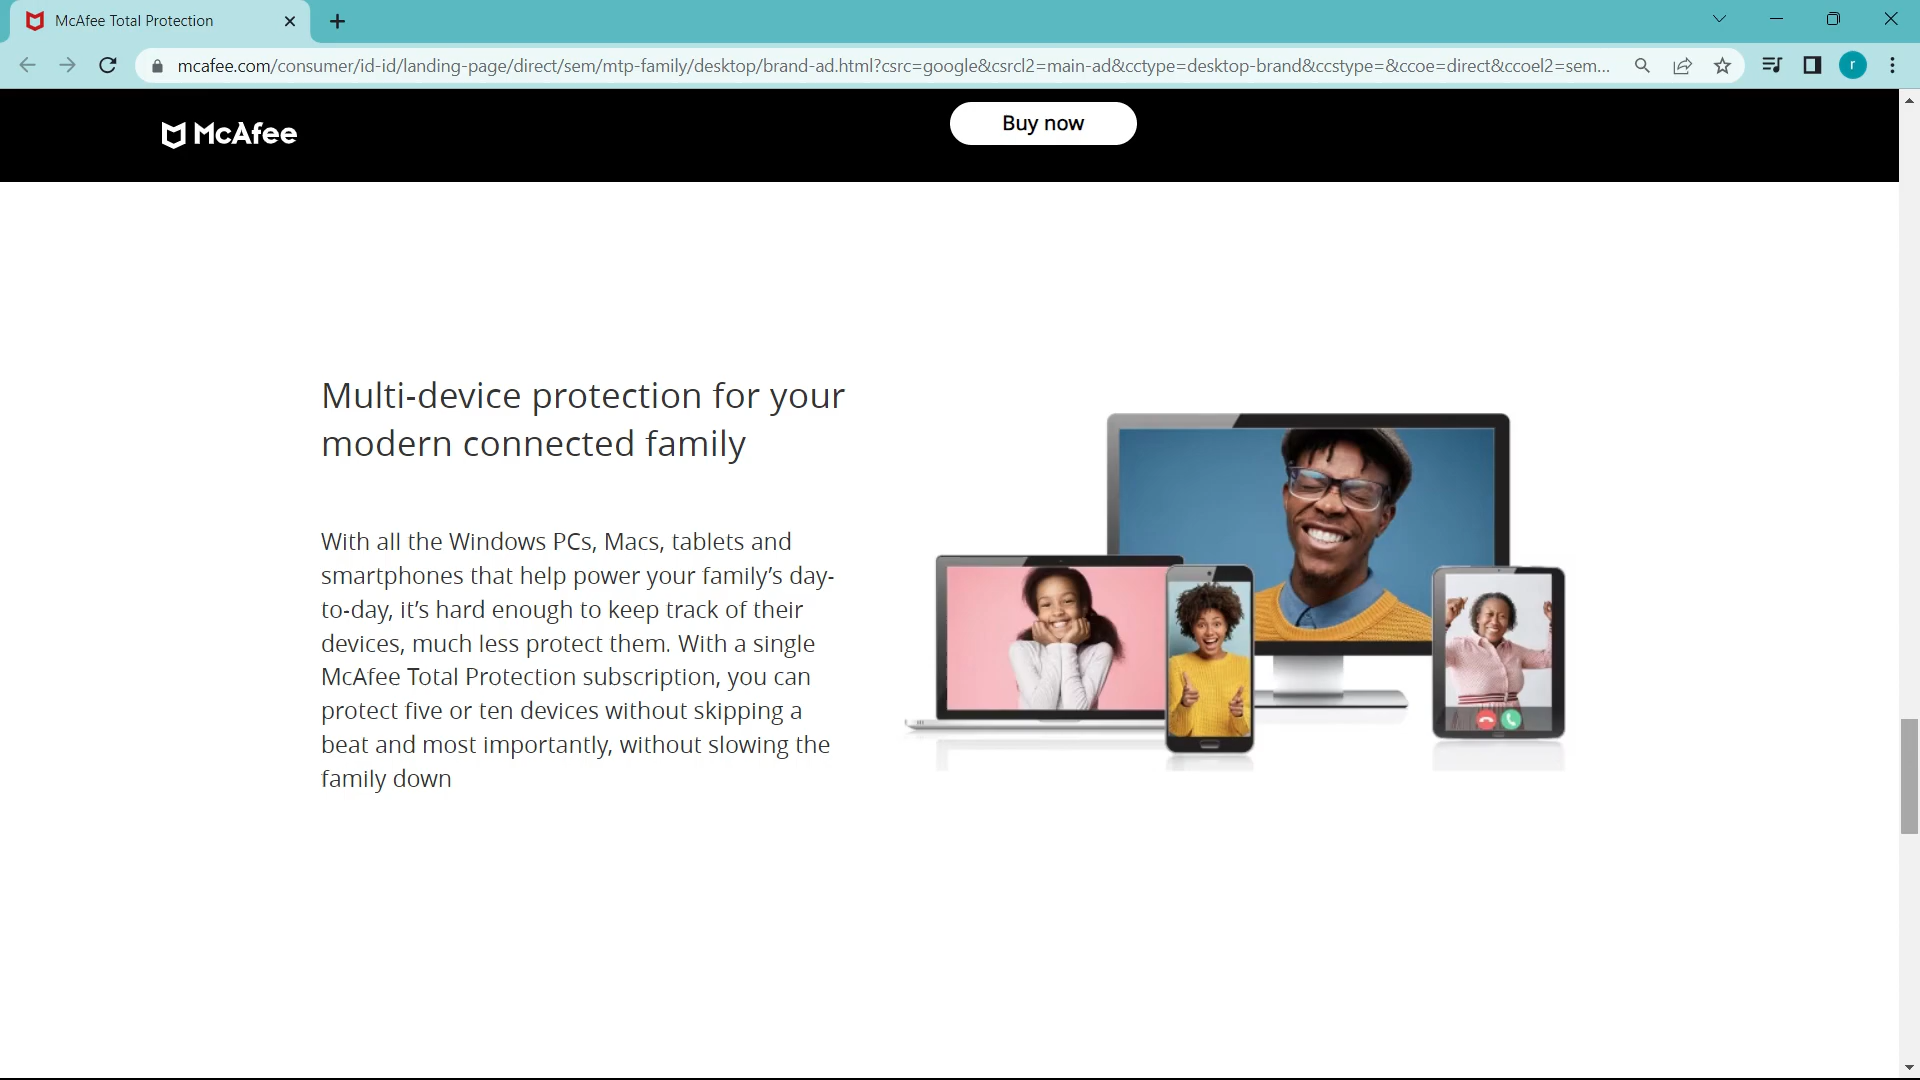 McAfee Total Protection
mcafee.com/consumer/id-id/landing-page/direct/sem/mtp-family/desktop/brand-ad.html?csrc=google&csrcl2=main-ad&cctype=desktop-brand&ccstype=&ccoe=direct&ccoel2=sem...
r
McAfee
Buy now
Multi-device protection for your
modern connected family
With all the Windows PCs, Macs, tablets and
smartphones that help power your family’s day-
to-day, it’s hard enough to keep track of their
devices, much less protect them. With a single
McAfee Total Protection subscription, you can
protect five or ten devices without skipping a
beat and most importantly, without slowing the
family down